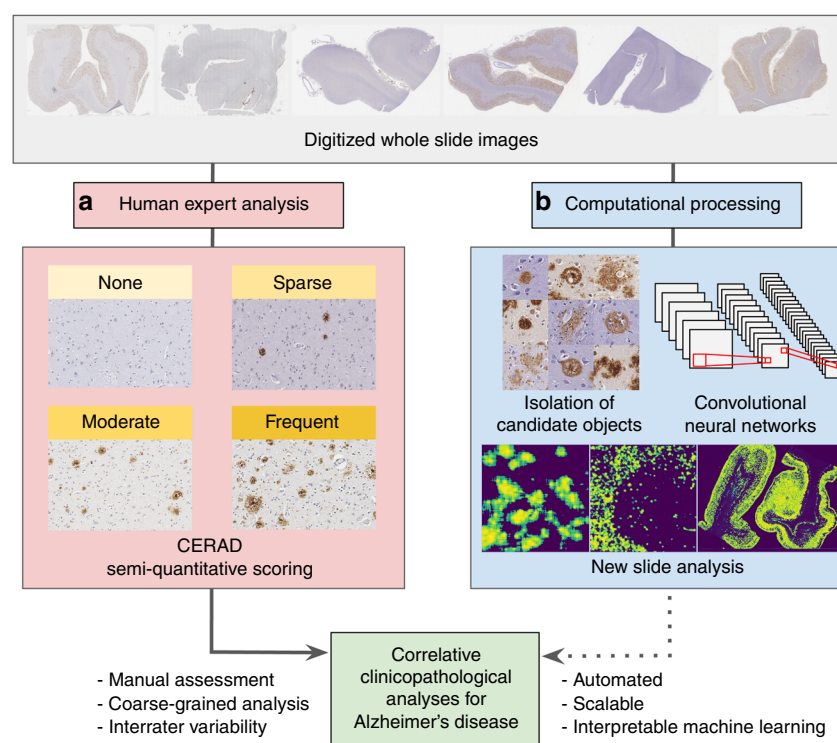 Digitized whole slide images
a Human expert analysis
b Computational processing
None
Sparse
Moderate
Frequent
CERAD
semi-quantitative scoring
Isolation of
candidate objects
Convolutional
neural networks
New slide analysis
- Manual assessment
- Coarse-grained analysis
- Interrater variability
Correlative
clinicopathological
analyses for
Alzheimer’s disease
- Automated
- Scalable
- Interpretable machine learning